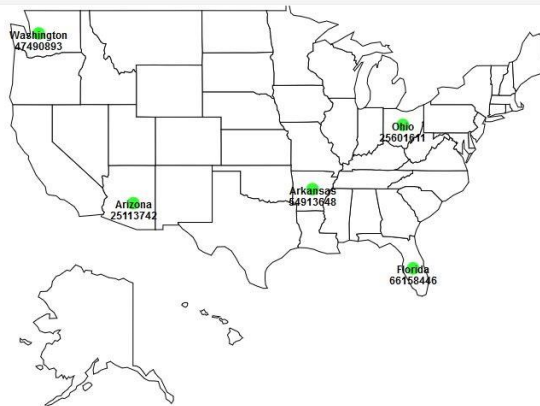 Washington
47490893
Ohio
25601611
Arkansas
54913648
Arizona
25113742
Florida
66158446